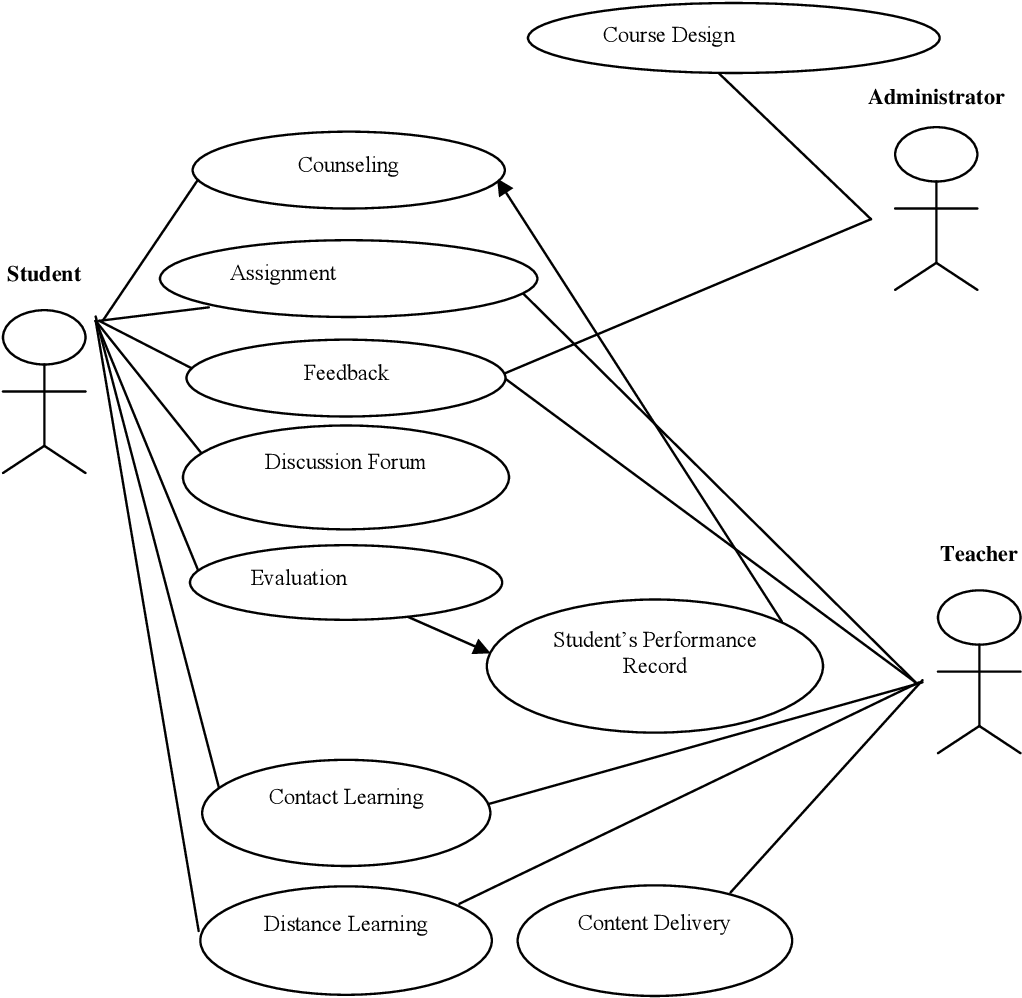 Course Design
Administrator
Counseling
Student
Assignment
Feedback
Discussion Forum
Teacher
Evaluation
Student’s Performance
Record
Contact Learning
Distance Learning
Content Delivery